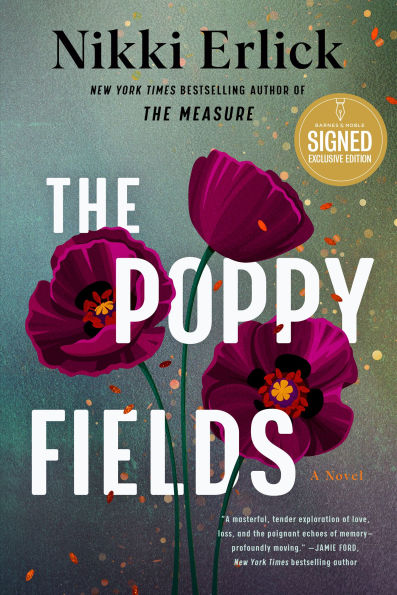 Nikki Erlick
NEW YORK TIMES BESTSELLING AUTHOR OF
THE MEASURE
BARNES & NOBLE
SIGNED
EXCLUSIVE EDITION
THE
POPPY
FIELDS
A Novel
"A masterful, tender exploration of love,
loss, and the poignant echoes of memory—
profoundly moving." —JAMIE FORD,
New York Times bestselling author